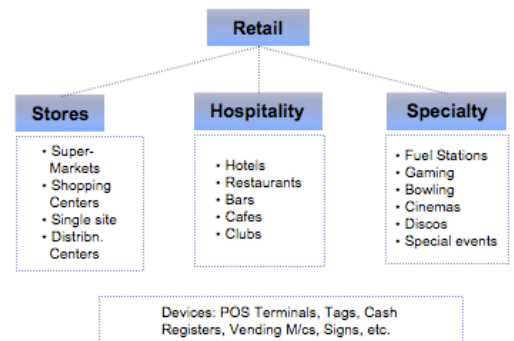 Retail
Stores
• Super-
Markets
• Shopping
Centers
• Single site
• Distribn.
Centers
Hospitality
• Hotels
• Restaurants
• Bars
• Cafes
• Clubs
Specialty
• Fuel Stations
• Gaming
• Bowling
• Cinemas
• Discos
• Special events
Devices: POS Terminals, Tags, Cash
Registers, Vending M/cs, Signs, etc.